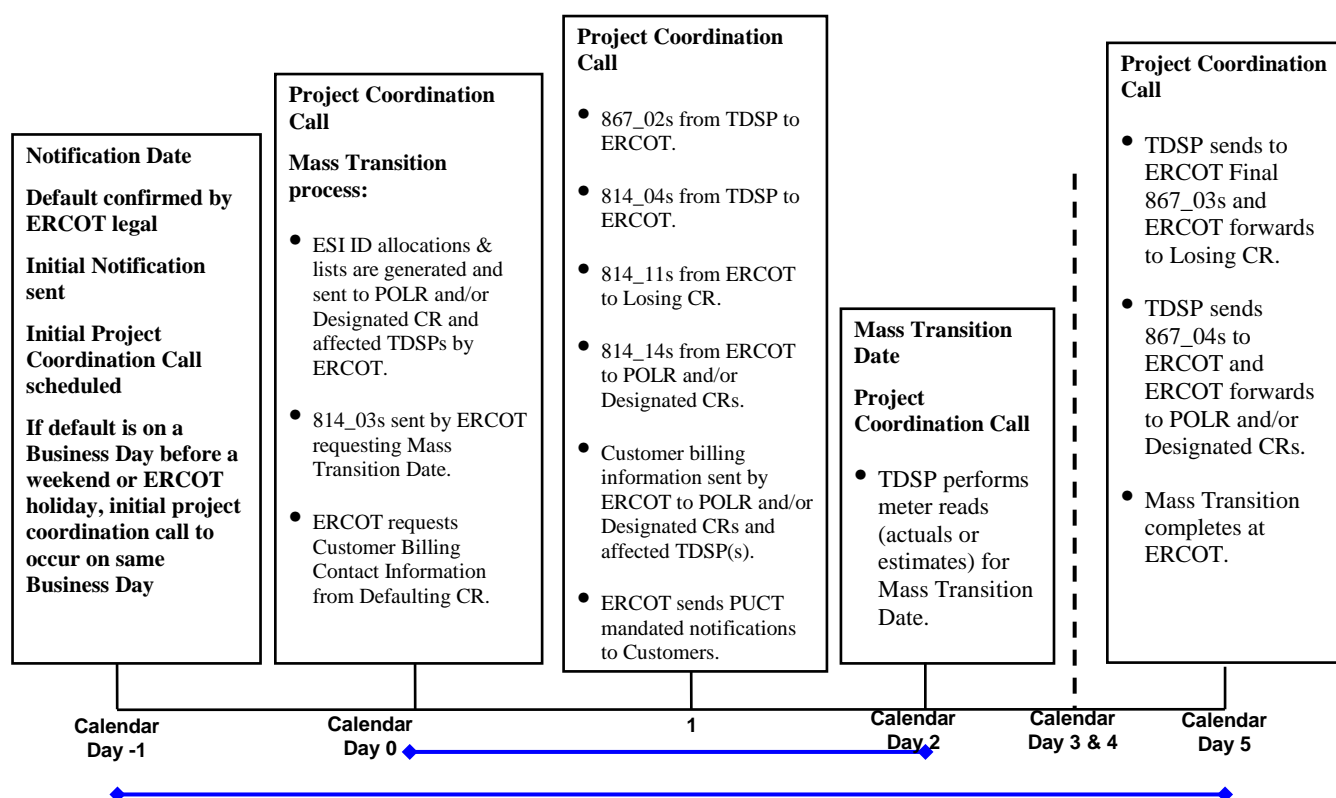 Notification Date
Default confirmed by
ERCOT legal
Initial Notification
sent
Initial Project
Coordination Call
scheduled
If default is on a
Business Day before a
weekend or ERCOT
holiday, initial project
coordination call to
occur on same
Business Day
Project Coordination
Call
Mass Transition
process:
• ESI ID allocations &
lists are generated and
sent to POLR and/or
Designated CR and
affected TDSPs by
ERCOT.
• 814_03s sent by ERCOT
requesting Mass
Transition Date.
• ERCOT requests
Customer Billing
Contact Information
from Defaulting CR.
Project Coordination
Call
• 867_02s from TDSP to
ERCOT.
• 814_04s from TDSP to
ERCOT.
• 814_11s from ERCOT
to Losing CR.
• 814_14s from ERCOT
to POLR and/or
Designated CRs.
• Customer billing
information sent by
ERCOT to POLR and/or
Designated CRs and
affected TDSP(s).
• ERCOT sends PUCT
mandated notifications
to Customers.
Mass Transition
Date
Project
Coordination Call
• TDSP performs
meter reads
(actuals or
estimates) for
Mass Transition
Date.
Project Coordination
Call
• TDSP sends to
ERCOT Final
867_03s and
ERCOT forwards
to Losing CR.
• TDSP sends
867_04s to
ERCOT and
ERCOT forwards
to POLR and/or
Designated CRs.
• Mass Transition
completes at
ERCOT.
Calendar
Day -1
Calendar
Day 0
1
Calendar
Day 2
Calendar
Day 3 & 4
Calendar
Day 5